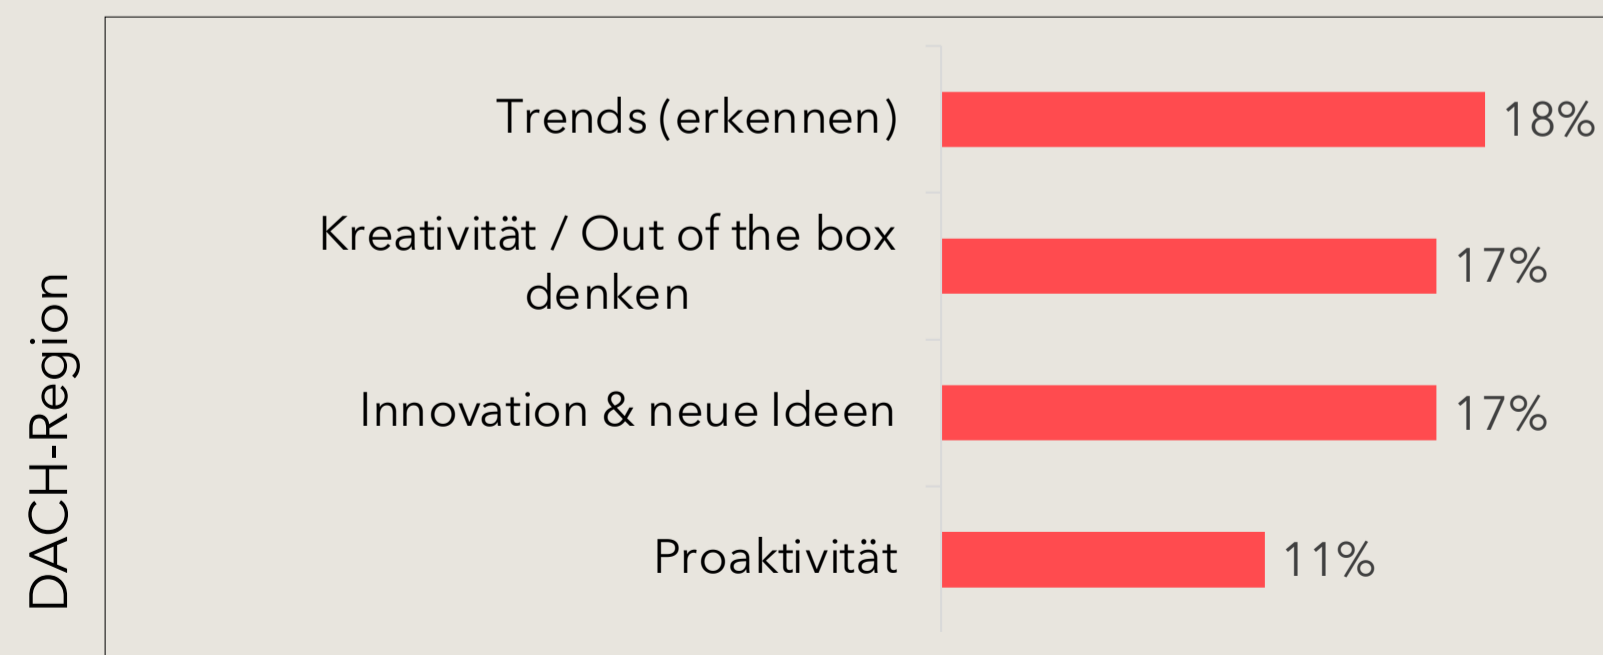 DACH-Region
Trends (erkennen)
18%
Kreativität / Out of the box
denken
17%
Innovation & neue Ideen
17%
Proaktivität
11%